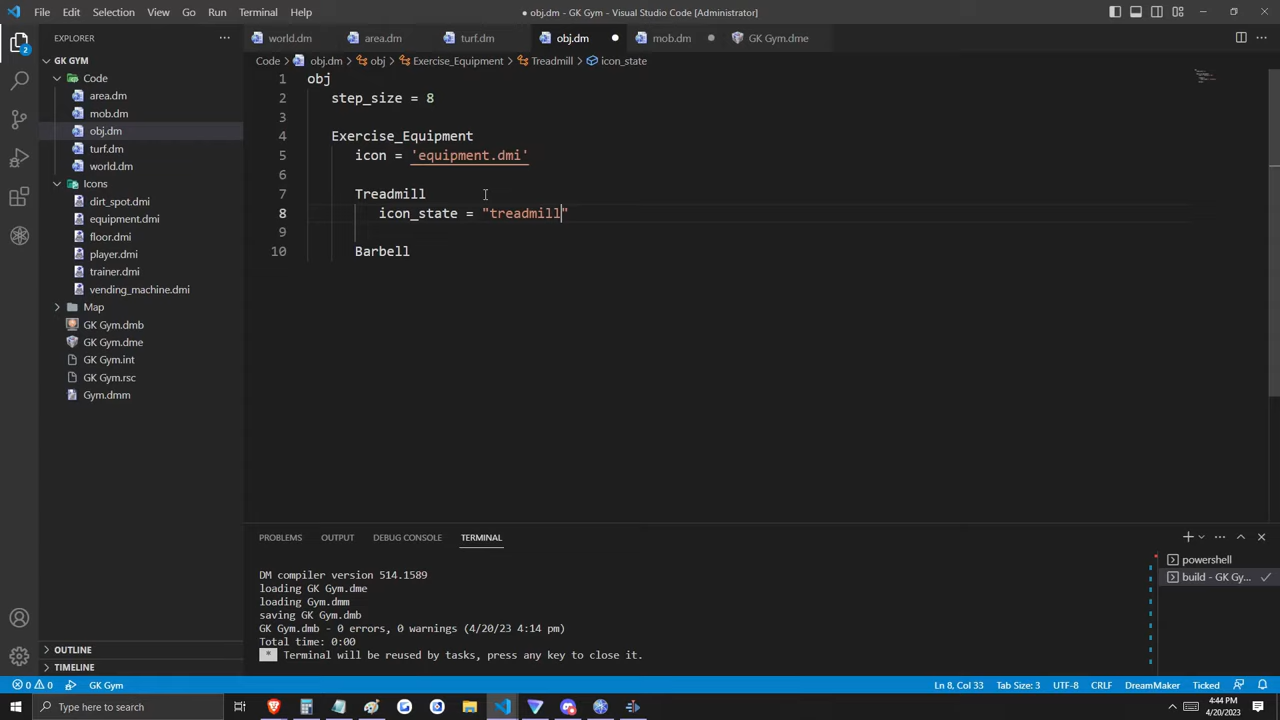 File Edit Selection View Go Run Terminal Help
● obj.dm - GK Gym - Visual Studio Code [Administrator]
EXPLORER
world.dm area.dm turf.dm obj.dm mob.dm GK Gym.dme
GK GYM
Code > obj.dm > obj > Exercise_Equipment > Treadmill > icon_state
2
Code
area.dm
mob.dm
obj.dm
turf.dm
world.dm
Icons
dirt_spot.dmi
equipment.dmi
floor.dmi
player.dmi
trainer.dmi
vending_machine.dmi
Map
GK Gym.dmb
GK Gym.dme
GK Gym.int
GK Gym.rsc
Gym.dmm
OUTLINE
TIMELINE
1 obj
2 step_size = 8
3
4 Exercise_Equipment
5 icon = 'equipment.dmi'
6
7 Treadmill
8 icon_state = "treadmill"
9
10 Barbell
PROBLEMS OUTPUT DEBUG CONSOLE TERMINAL
powershell
build - GK Gy...
DM compiler version 514.1589
loading GK Gym.dme
loading Gym.dmm
saving GK Gym.dmb
GK Gym.dmb - 0 errors, 0 warnings (4/20/23 4:14 pm)
Total time: 0:00
* Terminal will be reused by tasks, press any key to close it.
0 0 GK Gym Ln 8, Col 33 Tab Size: 3 UTF-8 CRLF DreamMaker Ticked
Type here to search
4:44 PM
4/20/2023